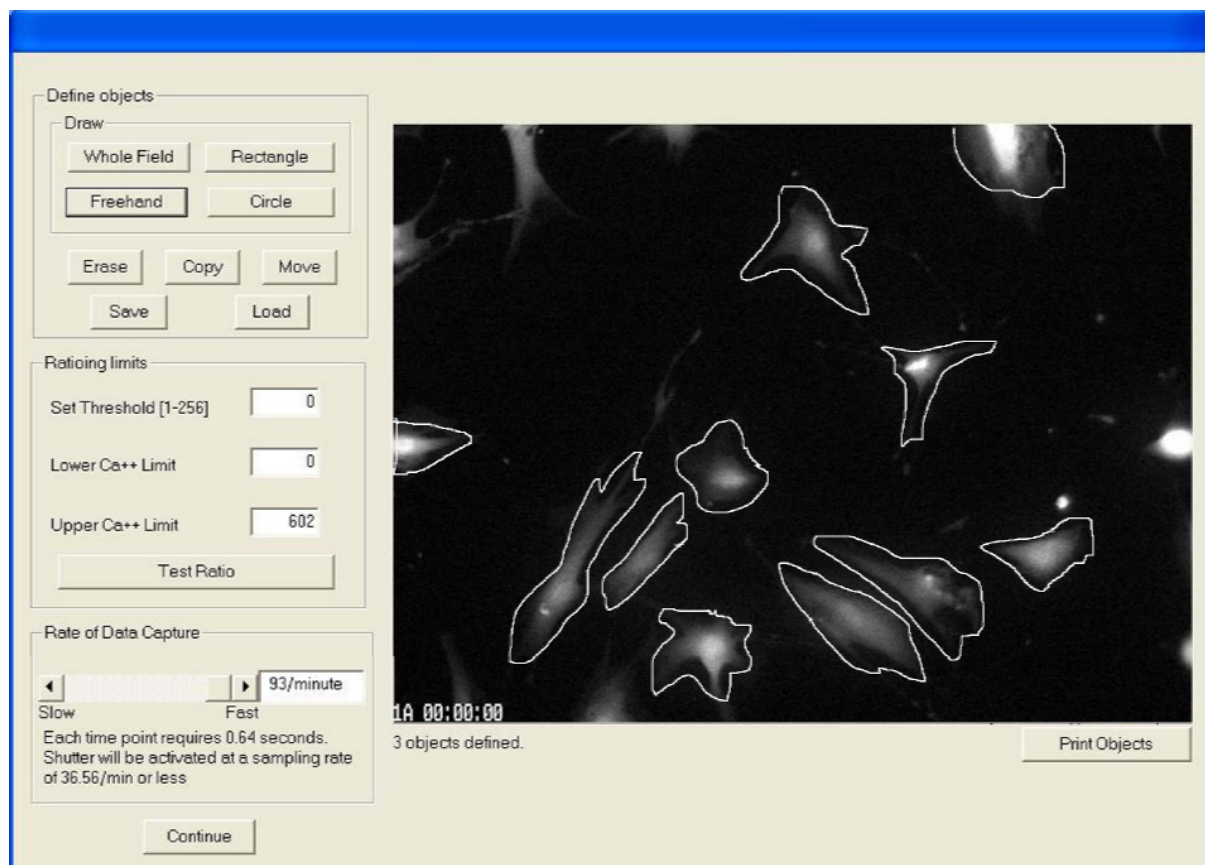 Define objects
Draw
Whole Field
Rectangle
Freehand
Circle
Erase
Copy
Move
Save
Load
Ratioing limits
Set Threshold [1-256]
0
Lower Ca++ Limit
0
Upper Ca++ Limit
602
Test Ratio
Rate of Data Capture
93/minute
Slow
Fast
Each time point requires 0.64 seconds.
Shutter will be activated at a sampling rate
of 36.56/min or less
Continue
1A 00:00:00
3 objects defined.
Print Objects